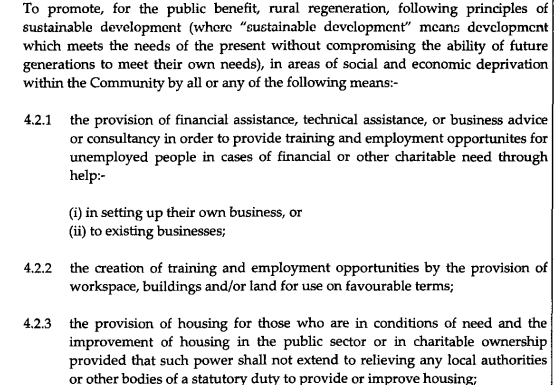 To promote, for the public benefit, rural regeneration, following principles of
sustainable development (where "sustainable development" means development
which meets the needs of the present without compromising the ability of future
generations to meet their own needs), in areas of social and economic deprivation
within the Community by all or any of the following means:-
4.2.1 the provision of financial assistance, technical assistance, or business advice
or consultancy in order to provide training and employment opportunites for
unemployed people in cases of financial or other charitable need through
help:-
(i) in setting up their own business, or
(ii) to existing businesses;
4.2.2 the creation of training and employment opportunities by the provision of
workspace, buildings and/or land for use on favourable terms;
4.2.3 the provision of housing for those who are in conditions of need and the
improvement of housing in the public sector or in charitable ownership
provided that such power shall not extend to relieving any local authorities
or other bodies of a statutory duty to provide or improve housing;